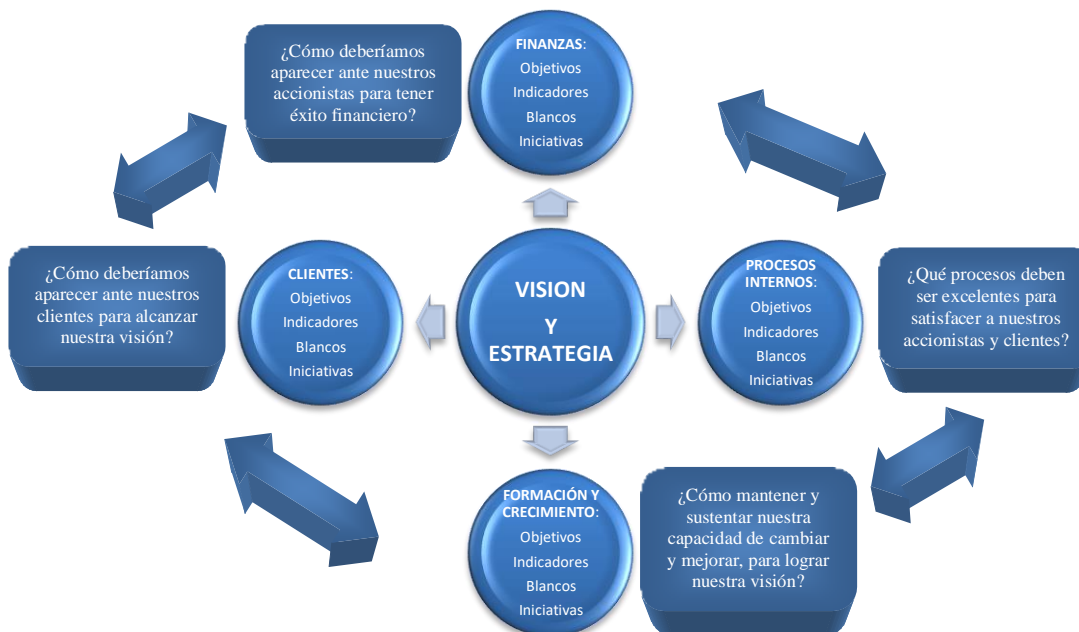 ¿Cómo deberíamos
aparecer ante nuestros
accionistas para tener
éxito financiero?
FINANZAS:
Objetivos
Indicadores
Blancos
Iniciativas
¿Cómo deberíamos
aparecer ante nuestros
clientes para alcanzar
nuestra visión?
CLIENTES:
Objetivos
Indicadores
Blancos
Iniciativas
VISION
Y
ESTRATEGIA
PROCESOS
INTERNOS:
Objetivos
Indicadores
Blancos
Iniciativas
¿Qué procesos deben
ser excelentes para
satisfacer a nuestros
accionistas y clientes?
FORMACIÓN Y
CRECIMIENTO:
Objetivos
Indicadores
Blancos
Iniciativas
¿Cómo mantener y
sustentar nuestra
capacidad de cambiar
y mejorar, para lograr
nuestra visión?